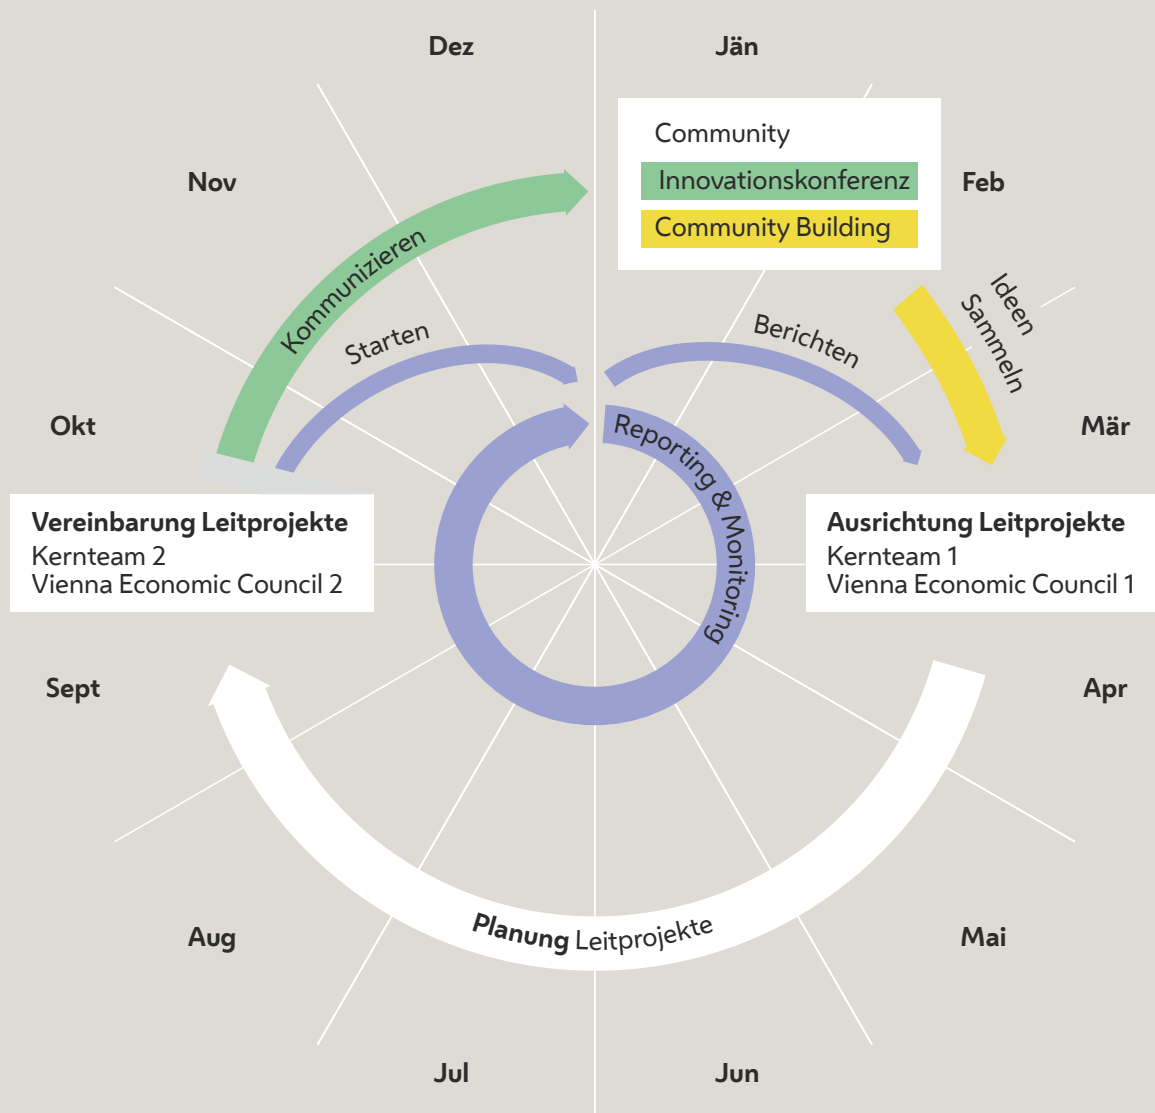 Dez
Jän
Community
Innovationskonferenz
Community Building
Nov
Feb
Kommunizieren
Starten
Berichten
Ideen
Sammeln
Okt
Mär
Reporting & Monitoring
Vereinbarung Leitprojekte
Kernteam 2
Vienna Economic Council 2
Ausrichtung Leitprojekte
Kernteam 1
Vienna Economic Council 1
Sept
Apr
Planung Leitprojekte
Aug
Mai
Jul
Jun